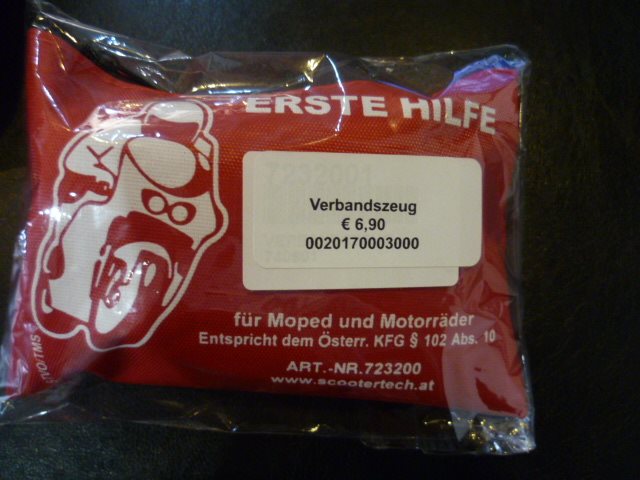 ERSTE HILFE
7232001
Verbandszeug
€ 6,90
0020170003000
für Moped und Motorräder
Entspricht dem Österr. KFG § 102 Abs. 10
ART.-NR.723200
www.scootertech.at